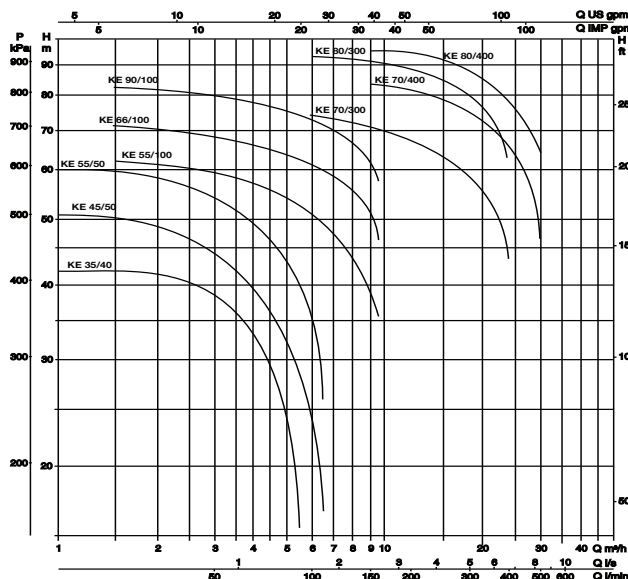 5 10 20 30 40 50 100 Q US gpm
5 10 20 30 40 50 100 Q IMP gpm
P kPa H m H ft
900 90 KE 80/300 KE 80/400
KE 90/100 KE 70/400
800 80 25
KE 66/100 KE 70/300
700 70
KE 55/50 KE 55/100
600 60 20
KE 45/50
500 50
15
KE 35/40
400 40
300 30 10
200 20
50
1 2 3 4 5 6 7 8 9 10 20 30 40 Q m³/h
1 2 3 4 5 6 8 10 Q l/s
50 100 150 200 300 400 500 600 Q l/min